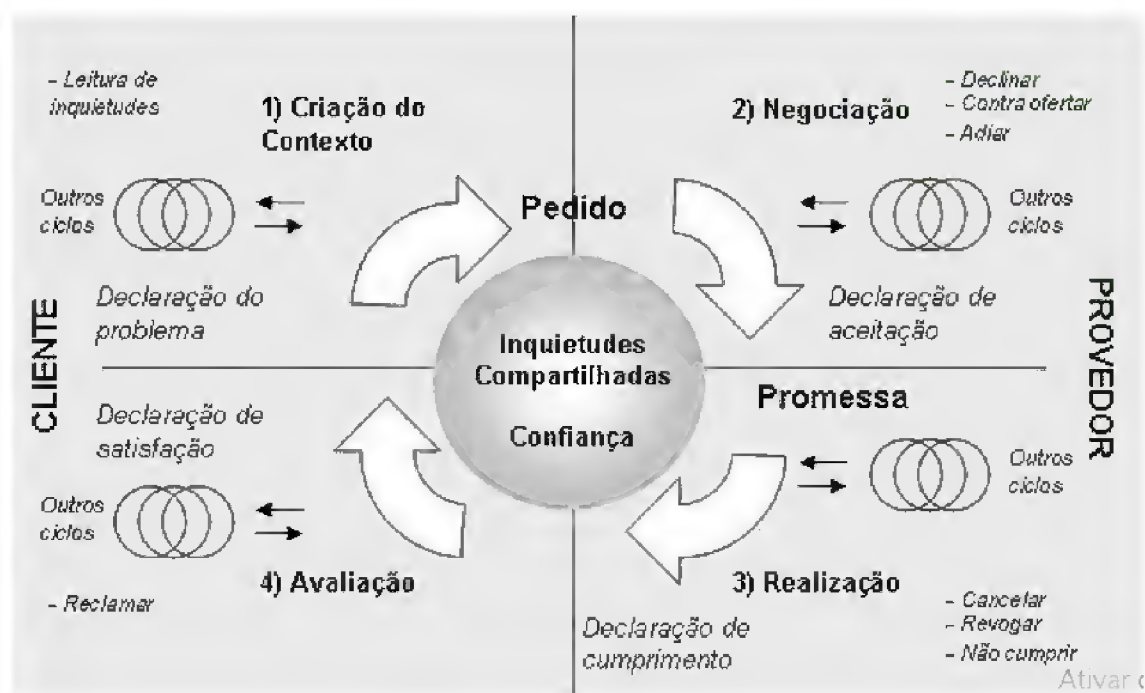 - Leitura de
inquietudes
1) Criação do
Contexto
Outros
ciclos
Declaração do
problema
CLIENTE
Pedido
2) Negociação
- Declinar
- Contra ofertar
- Adiar
Outros
ciclos
Declaração de
aceitação
PROVEDOR
Inquietudes
Compartilhadas
Confiança
Promessa
Outros
ciclos
3) Realização
- Cancelar
- Revogar
- Não cumprir
Declaração de
cumprimento
Declaração de
satisfação
Outros
ciclos
4) Avaliação
- Reclamar
Ativar